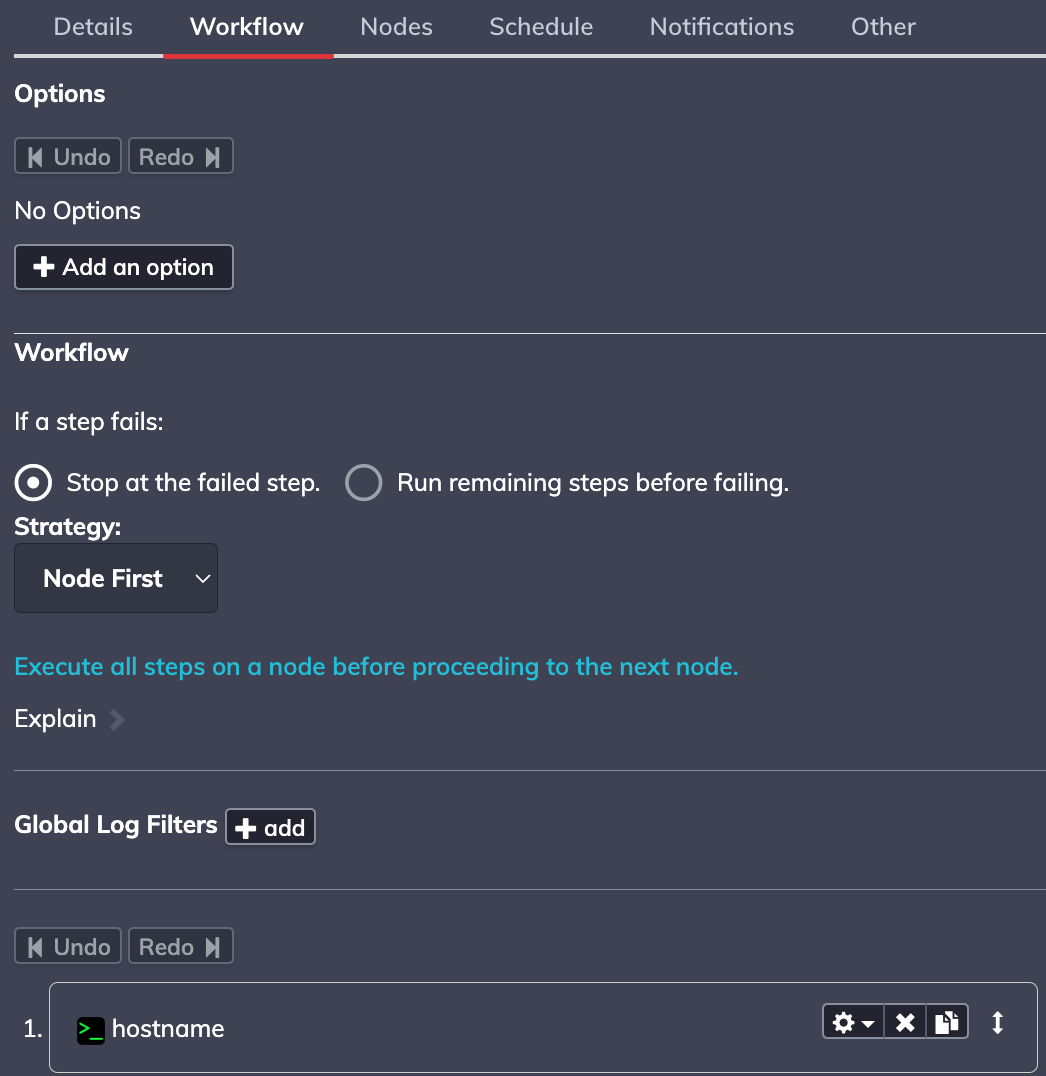 Details Workflow Nodes Schedule Notifications Other
Options
Undo Redo
No Options
Add an option
Workflow
If a step fails:
Stop at the failed step. Run remaining steps before failing.
Strategy:
Node First
Execute all steps on a node before proceeding to the next node.
Explain
Global Log Filters add
Undo Redo
1. >_ hostname